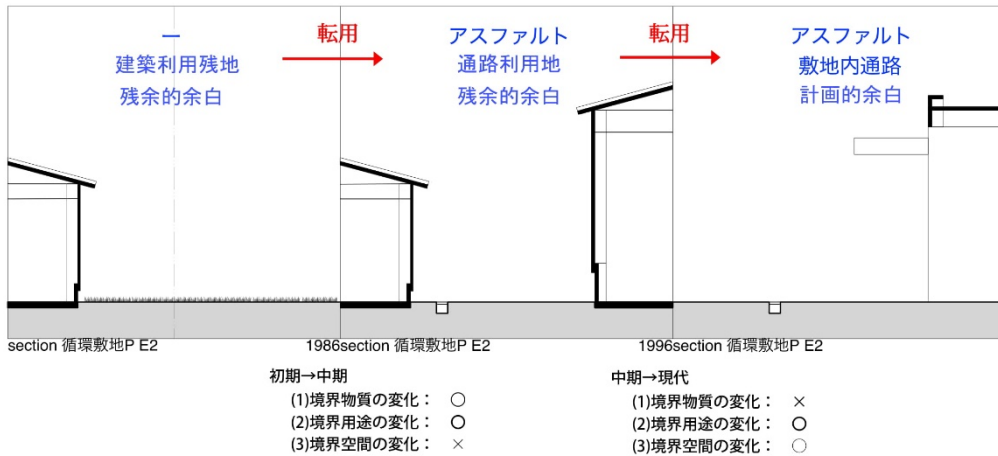 ー
建築利用残地
残余的余白
転用
アスファルト
通路利用地
残余的余白
転用
アスファルト
敷地内通路
計画的余白
section 循環敷地P E2
1986section 循環敷地P E2
1996section 循環敷地P E2
初期→中期
(1)境界物質の変化： ○
(2)境界用途の変化： ○
(3)境界空間の変化： ×
中期→現代
(1)境界物質の変化： ×
(2)境界用途の変化： ○
(3)境界空間の変化： ○